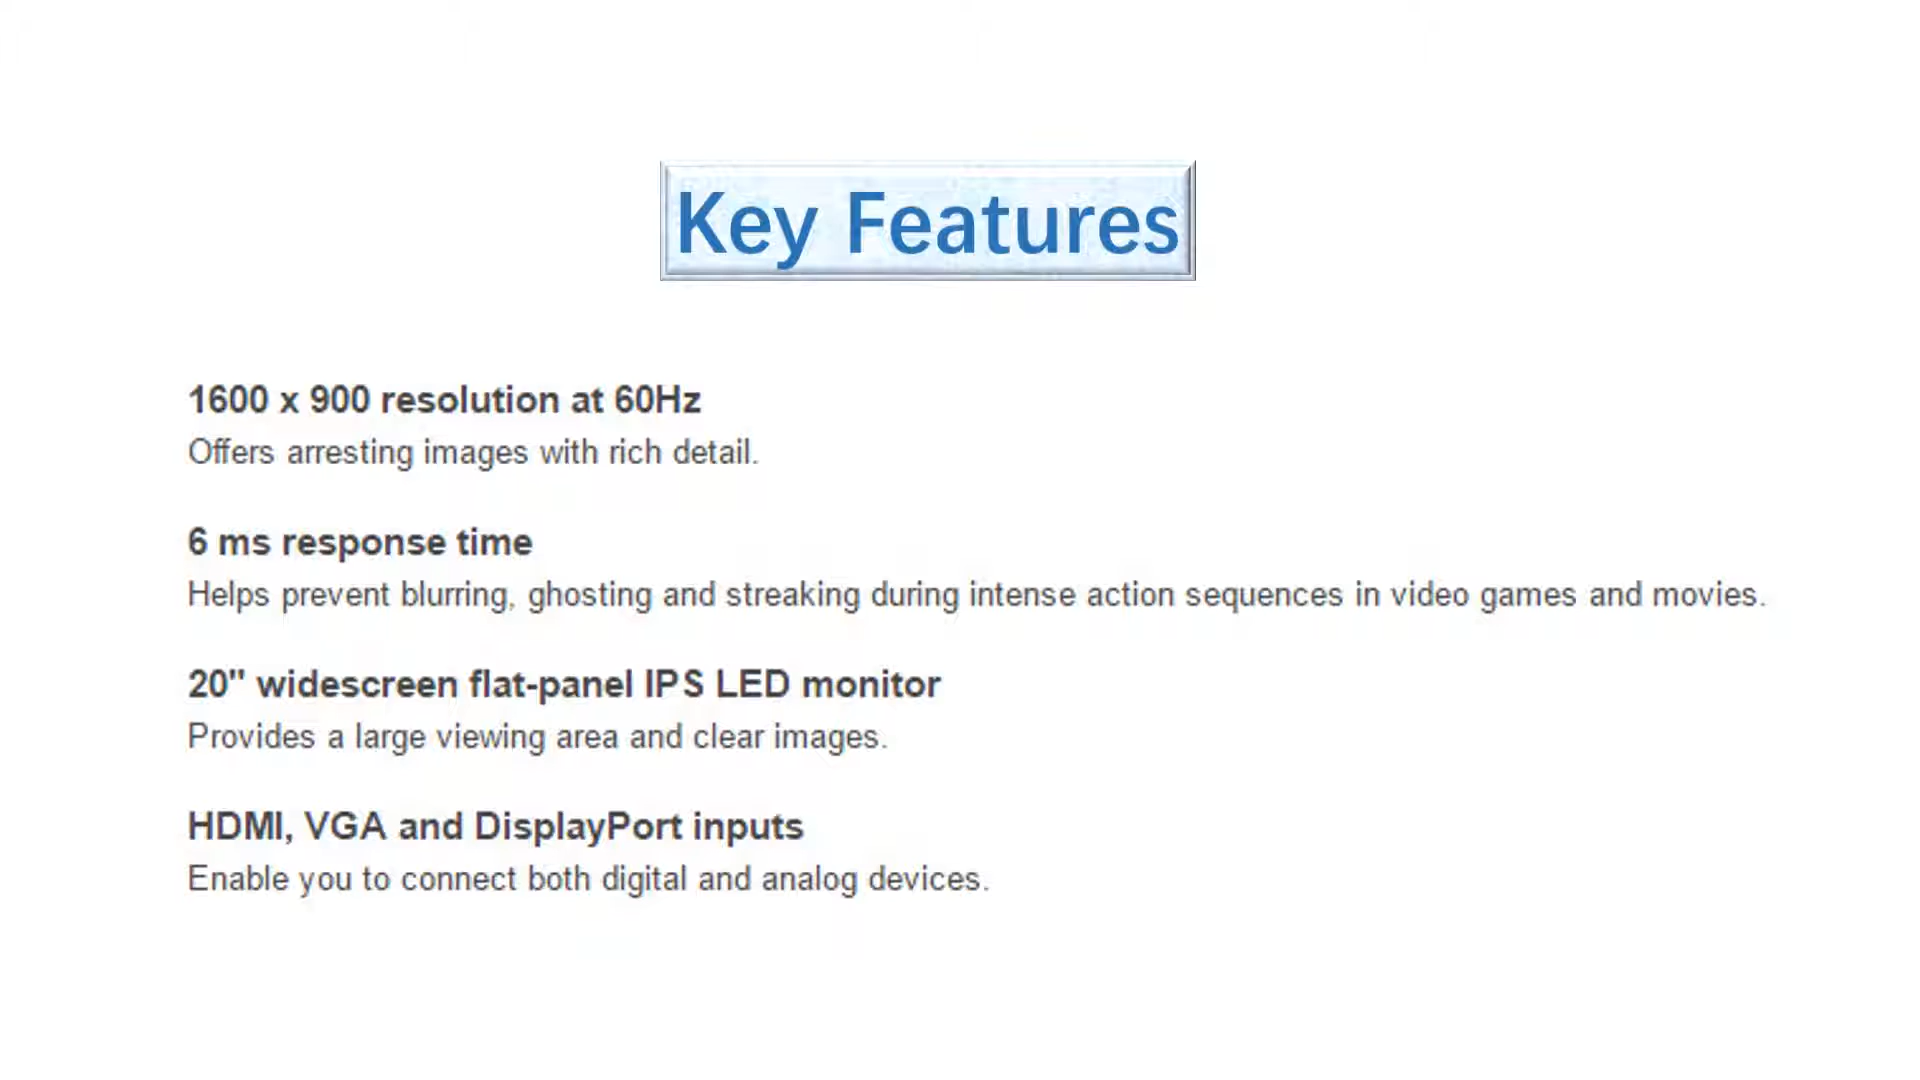 Key Features
1600 x 900 resolution at 60Hz
Offers arresting images with rich detail.
6 ms response time
Helps prevent blurring, ghosting and streaking during intense action sequences in video games and movies.
20" widescreen flat-panel IPS LED monitor
Provides a large viewing area and clear images.
HDMI, VGA and DisplayPort inputs
Enable you to connect both digital and analog devices.